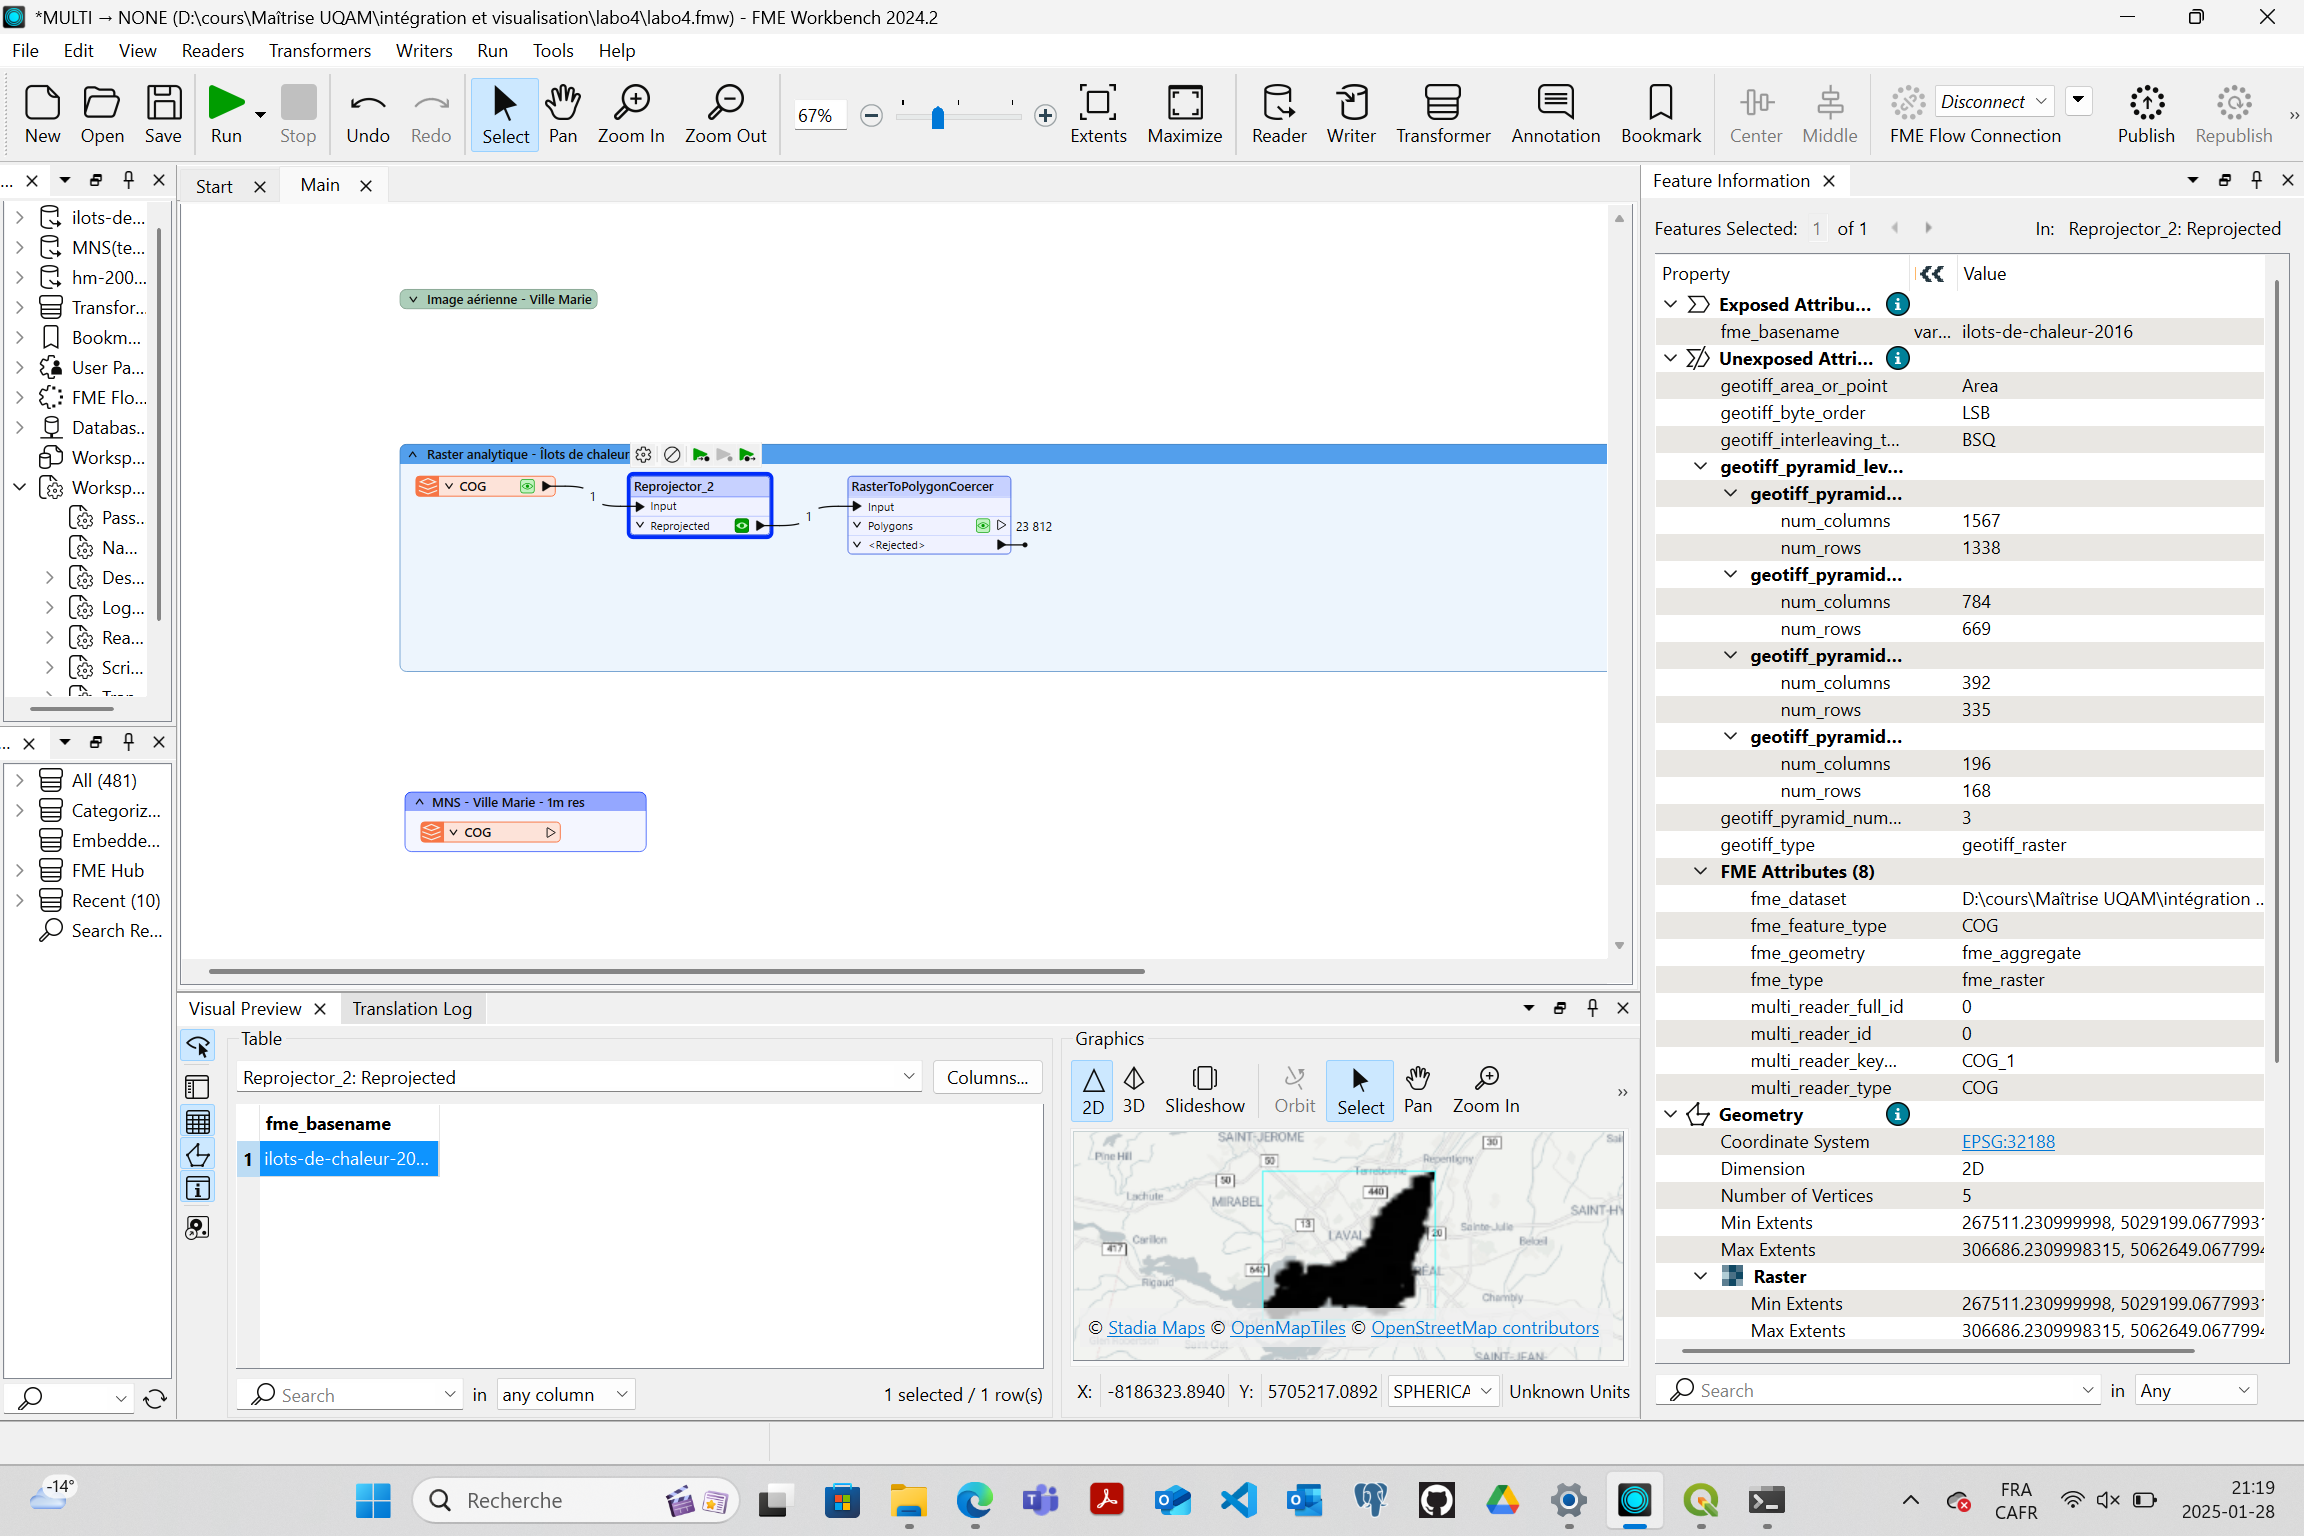 *MULTI → NONE (D:\cours\Maîtrise UQAM\intégration et visualisation\labo4\labo4.fmw) - FME Workbench 2024.2
File Edit View Readers Transformers Writers Run Tools Help
New Open Save Run Stop Undo Redo Select Pan Zoom In Zoom Out 67% Extents Maximize Reader Writer Transformer Annotation Bookmark Center Middle Disconnect FME Flow Connection Publish Republish
ilots-de...
MNS(te...
hm-200...
Transfor...
Bookm...
User Pa...
FME Flo...
Databas...
Worksp...
Worksp...
Pass...
Na...
Des...
Log...
Rea...
Scri...
All (481)
Categoriz...
Embedde...
FME Hub
Recent (10)
Search Re...
Start Main
Image aérienne - Ville Marie
Raster analytique - Îlots de chaleur
COG
1
Reprojector_2
Input
Reprojected
1
RasterToPolygonCoercer
Input
Polygons
23 812
<Rejected>
MNS - Ville Marie - 1m res
COG
Visual Preview Translation Log
Table
Reprojector_2: Reprojected Columns...
fme_basename
1 ilots-de-chaleur-20...
Search in any column 1 selected / 1 row(s)
Graphics
2D 3D Slideshow Orbit Select Pan Zoom In
SAINT-JEROME
30
Pine Hill
50
Terrebonne
Repentigny
50
440
Lachute
MIRABEL
13
SAINT-HY
LAVAL
20
Sainte-Julie
Beloeil
Carillon
417
640
RÉAL
Rigaud
Chambly
© Stadia Maps © OpenMapTiles © OpenStreetMap contributors
SAINT-JEAN-
X: -8186323.8940 Y: 5705217.0892 SPHERICA Unknown Units
Feature Information
Features Selected: 1 of 1 In: Reprojector_2: Reprojected
Property Value
Exposed Attribu...
fme_basename var... ilots-de-chaleur-2016
Unexposed Attri...
geotiff_area_or_point Area
geotiff_byte_order LSB
geotiff_interleaving_t... BSQ
geotiff_pyramid_lev...
geotiff_pyramid...
num_columns 1567
num_rows 1338
geotiff_pyramid...
num_columns 784
num_rows 669
geotiff_pyramid...
num_columns 392
num_rows 335
geotiff_pyramid...
num_columns 196
num_rows 168
geotiff_pyramid_num... 3
geotiff_type geotiff_raster
FME Attributes (8)
fme_dataset D:\cours\Maîtrise UQAM\intégration ...
fme_feature_type COG
fme_geometry fme_aggregate
fme_type fme_raster
multi_reader_full_id 0
multi_reader_id 0
multi_reader_key... COG_1
multi_reader_type COG
Geometry
Coordinate System EPSG:32188
Dimension 2D
Number of Vertices 5
Min Extents 267511.230999998, 5029199.0677993
Max Extents 306686.2309998315, 5062649.067799
Raster
Min Extents 267511.230999998, 5029199.0677993
Max Extents 306686.2309998315, 5062649.067799
Search in Any
-14°
Recherche
FRA
CAFR
21:19
2025-01-28